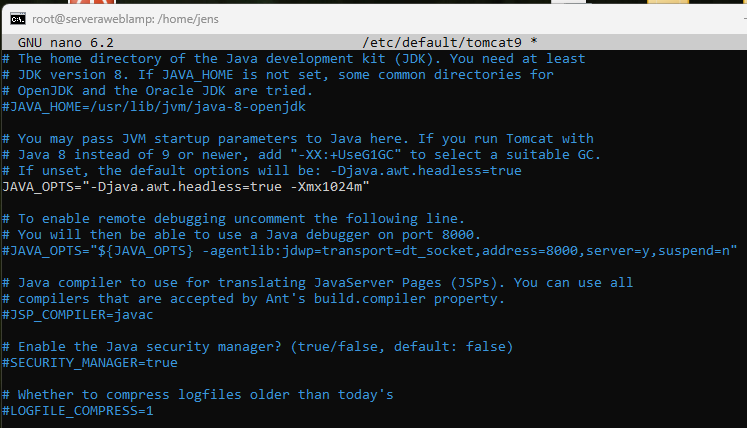 root@serveraweblamp: /home/jens
GNU nano 6.2 /etc/default/tomcat9 *
# The home directory of the Java development kit (JDK). You need at least
# JDK version 8. If JAVA_HOME is not set, some common directories for
# OpenJDK and the Oracle JDK are tried.
#JAVA_HOME=/usr/lib/jvm/java-8-openjdk
# You may pass JVM startup parameters to Java here. If you run Tomcat with
# Java 8 instead of 9 or newer, add "-XX:+UseG1GC" to select a suitable GC.
# If unset, the default options will be: -Djava.awt.headless=true
JAVA_OPTS="-Djava.awt.headless=true -Xmx1024m"
# To enable remote debugging uncomment the following line.
# You will then be able to use a Java debugger on port 8000.
#JAVA_OPTS="${JAVA_OPTS} -agentlib:jdwp=transport=dt_socket,address=8000,server=y,suspend=n"
# Java compiler to use for translating JavaServer Pages (JSPs). You can use all
# compilers that are accepted by Ant's build.compiler property.
#JSP_COMPILER=javac
# Enable the Java security manager? (true/false, default: false)
#SECURITY_MANAGER=true
# Whether to compress logfiles older than today's
#LOGFILE_COMPRESS=1